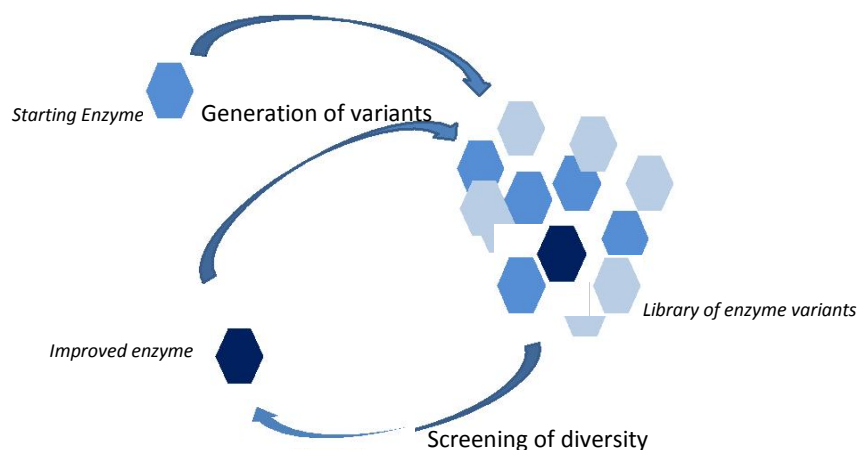 Starting Enzyme
Generation of variants
Library of enzyme variants
Improved enzyme
Screening of diversity